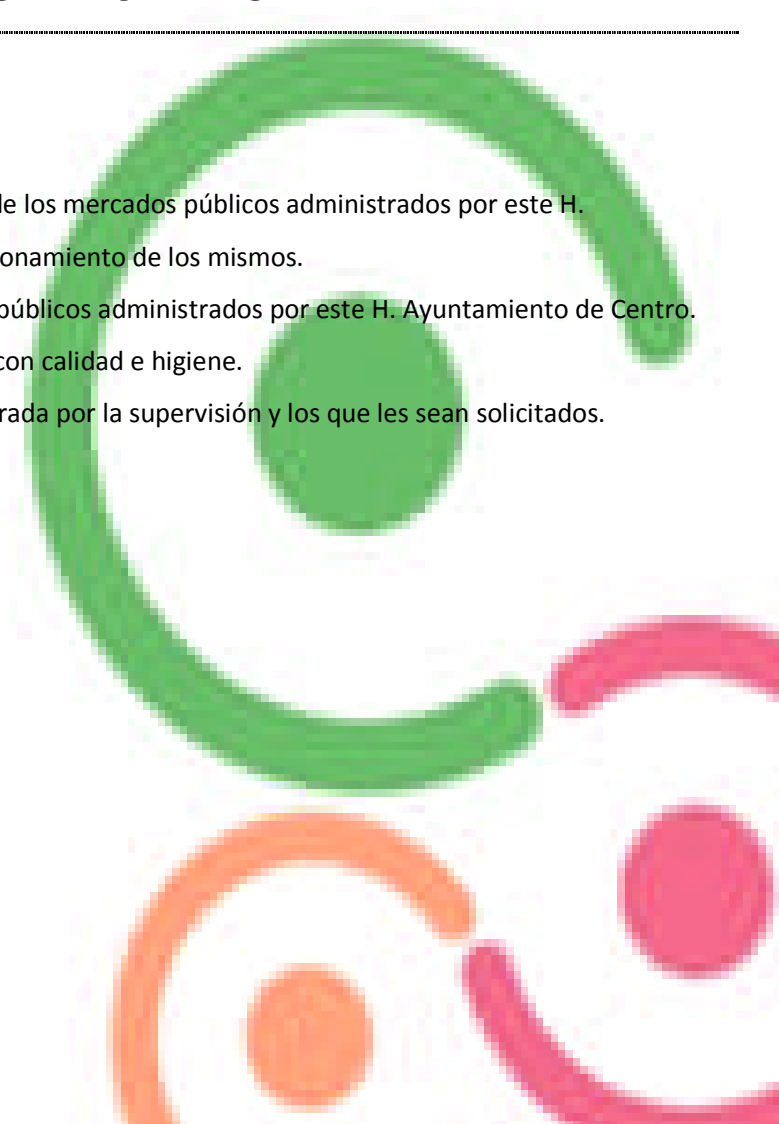 de los mercados públicos administrados por este H.
onamiento de los mismos.
públicos administrados por este H. Ayuntamiento de Centro.
con calidad e higiene.
rada por la supervisión y los que les sean solicitados.